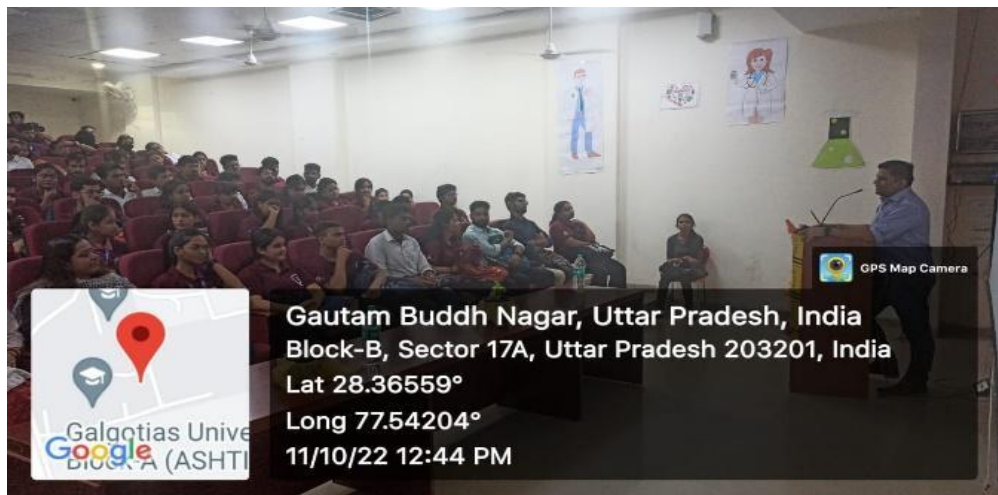 GPS Map Camera
Gautam Buddh Nagar, Uttar Pradesh, India
Block-B, Sector 17A, Uttar Pradesh 203201, India
Lat 28.36559°
Long 77.54204°
11/10/22 12:44 PM
Galgotias Unive
Block-A (ASHTI
Google